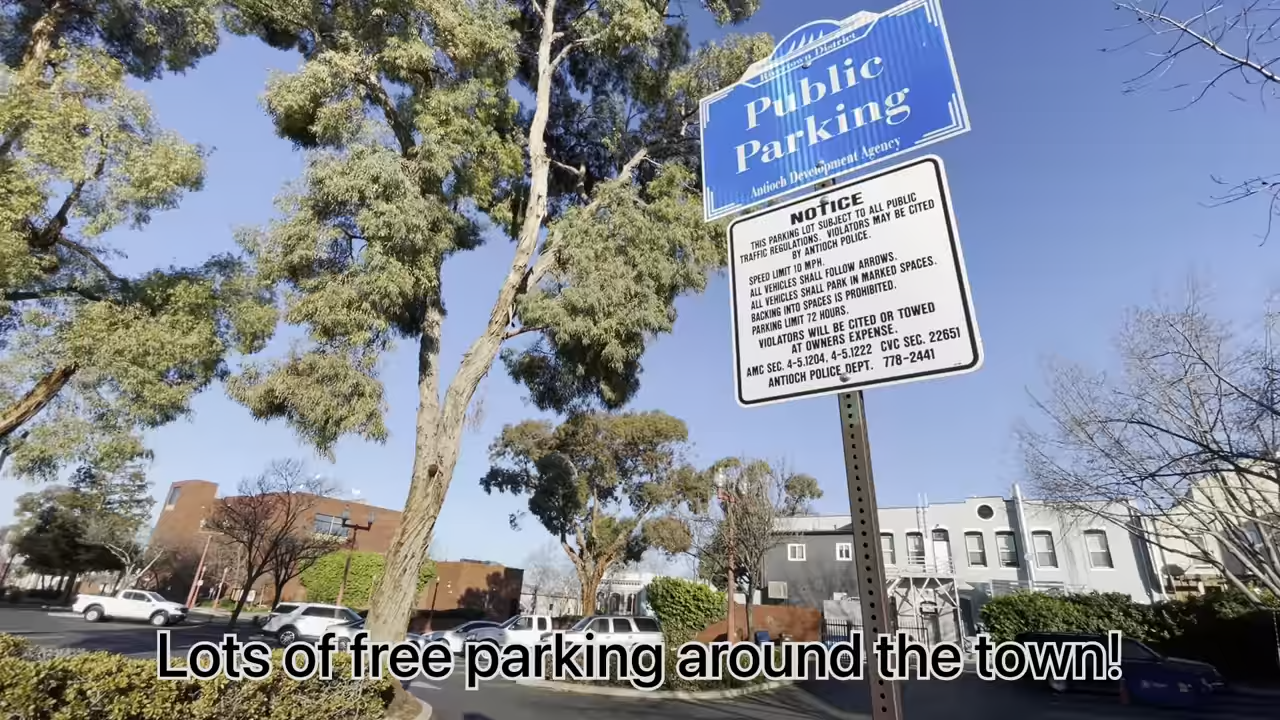 Rivertown District
Public
Parking
Antioch Development Agency
NOTICE
THIS PARKING LOT SUBJECT TO ALL PUBLIC
TRAFFIC REGULATIONS. VIOLATORS MAY BE CITED
BY ANTIOCH POLICE.
SPEED LIMIT 10 MPH.
ALL VEHICLES SHALL FOLLOW ARROWS.
ALL VEHICLES SHALL PARK IN MARKED SPACES.
BACKING INTO SPACES IS PROHIBITED.
PARKING LIMIT 72 HOURS.
VIOLATORS WILL BE CITED OR TOWED
AT OWNERS EXPENSE.
AMC SEC. 4-5.1204, 4-5.1222 CVC SEC. 22651
ANTIOCH POLICE DEPT. 778-2441
Lots of free parking around the town!